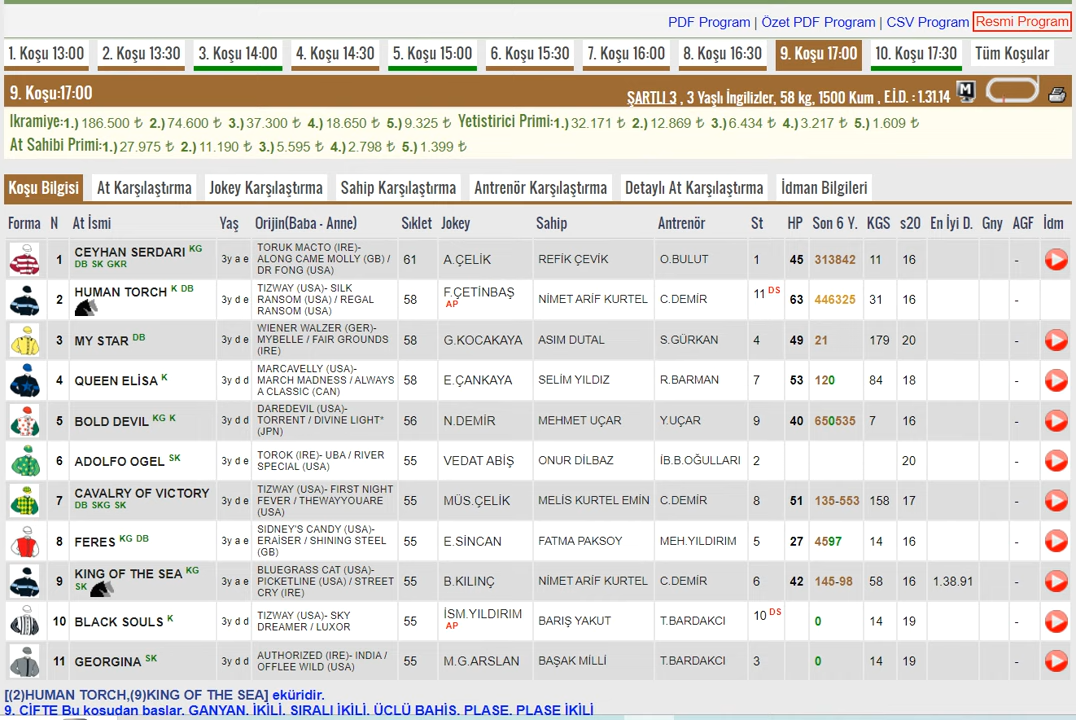 PDF Program | Özet PDF Program | CSV Program Resmi Program
1. Koşu 13:00 2. Koşu 13:30 3. Koşu 14:00 4. Koşu 14:30 5. Koşu 15:00 6. Koşu 15:30 7. Koşu 16:00 8. Koşu 16:30 9. Koşu 17:00 10. Koşu 17:30 Tüm Koşular
9. Koşu:17:00 ŞARTLI 3 , 3 Yaşlı İngilizler, 58 kg, 1500 Kum , E.İ.D. : 1.31.14 M
Ikramiye:1.) 186.500 ₺ 2.) 74.600 ₺ 3.) 37.300 ₺ 4.) 18.650 ₺ 5.) 9.325 ₺ Yetistirici Primi:1.) 32.171 ₺ 2.) 12.869 ₺ 3.) 6.434 ₺ 4.) 3.217 ₺ 5.) 1.609 ₺
At Sahibi Primi:1.) 27.975 ₺ 2.) 11.190 ₺ 3.) 5.595 ₺ 4.) 2.798 ₺ 5.) 1.399 ₺
Koşu Bilgisi At Karşılaştırma Jokey Karşılaştırma Sahip Karşılaştırma Antrenör Karşılaştırma Detaylı At Karşılaştırma İdman Bilgileri
Forma N At İsmi Yaş Orijin(Baba - Anne) Sıklet Jokey Sahip Antrenör St HP Son 6 Y. KGS s20 En İyi D. Gny AGF İdm
1 CEYHAN SERDARI KG DB SK GKR 3y a e TORUK MACTO (IRE)- ALONG CAME MOLLY (GB) / DR FONG (USA) 61 A.ÇELİK REFİK ÇEVİK O.BULUT 1 45 313842 11 16 -
2 HUMAN TORCH K DB 3y d e TIZWAY (USA)- SILK RANSOM (USA) / REGAL RANSOM (USA) 58 F.ÇETİNBAŞ AP NİMET ARİF KURTEL C.DEMİR 11 DS 63 446325 31 16 -
3 MY STAR DB 3y d e WIENER WALZER (GER)- MYBELLE / FAIR GROUNDS (IRE) 58 G.KOCAKAYA ASIM DUTAL S.GÜRKAN 4 49 21 179 20 -
4 QUEEN ELİSA K 3y d d MARCAVELLY (USA)- MARCH MADNESS / ALWAYS A CLASSIC (CAN) 58 E.ÇANKAYA SELİM YILDIZ R.BARMAN 7 53 120 84 18 -
5 BOLD DEVIL KG K 3y d d DAREDEVIL (USA)- TORRENT / DIVINE LIGHT* (JPN) 56 N.DEMİR MEHMET UÇAR Y.UÇAR 9 40 650535 7 16 -
6 ADOLFO OGEL SK 3y d e TOROK (IRE)- UBA / RIVER SPECIAL (USA) 55 VEDAT ABİŞ ONUR DİLBAZ İB.B.OĞULLARI 2 20 -
7 CAVALRY OF VICTORY DB SKG SK 3y d e TIZWAY (USA)- FIRST NIGHT FEVER / THEWAYYOUARE (USA) 55 MÜS.ÇELİK MELİS KURTEL EMİN C.DEMİR 8 51 135-553 158 17 -
8 FERES KG DB 3y d e SIDNEY'S CANDY (USA)- ERAİSER / SHINING STEEL (GB) 55 E.SİNCAN FATMA PAKSOY MEH.YILDIRIM 5 27 4597 14 16 -
9 KING OF THE SEA KG SK 3y a e BLUEGRASS CAT (USA)- PICKETLINE (USA) / STREET CRY (IRE) 55 B.KILINÇ NİMET ARİF KURTEL C.DEMİR 6 42 145-98 58 16 1.38.91 -
10 BLACK SOULS K 3y d d TIZWAY (USA)- SKY DREAMER / LUXOR 55 İSM.YILDIRIM AP BARIŞ YAKUT T.BARDAKCI 10 DS 0 14 19 -
11 GEORGINA SK 3y d d AUTHORIZED (IRE)- INDIA / OFFLEE WILD (USA) 55 M.G.ARSLAN BAŞAK MİLLİ T.BARDAKCI 3 0 14 19 -
[(2)HUMAN TORCH,(9)KING OF THE SEA] eküridir.
9. ÇİFTE Bu koşudan başlar. GANYAN, İKİLİ, SIRALI İKİLİ, ÜÇLÜ BAHİS, PLASE, PLASE İKİLİ